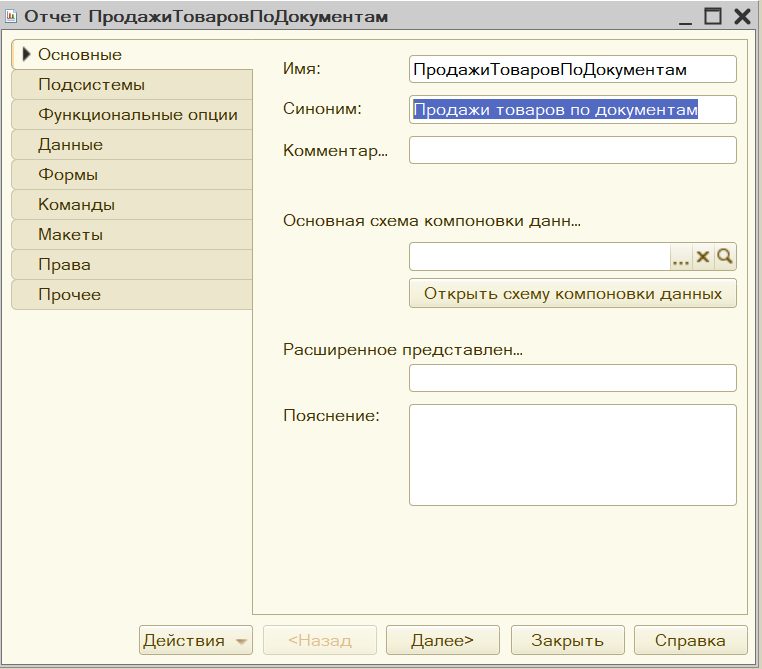 Отчет ПродажиТоваровПоДокументам
Основные
Подсистемы
Функциональные опции
Данные
Формы
Команды
Макеты
Права
Прочее
Имя: ПродажиТоваровПоДокументам
Синоним: Продажи товаров по документам
Комментар...
Основная схема компоновки данн...
...
Открыть схему компоновки данных
Расширенное представлен...
Пояснение:
Действия <Назад Далее> Закрыть Справка